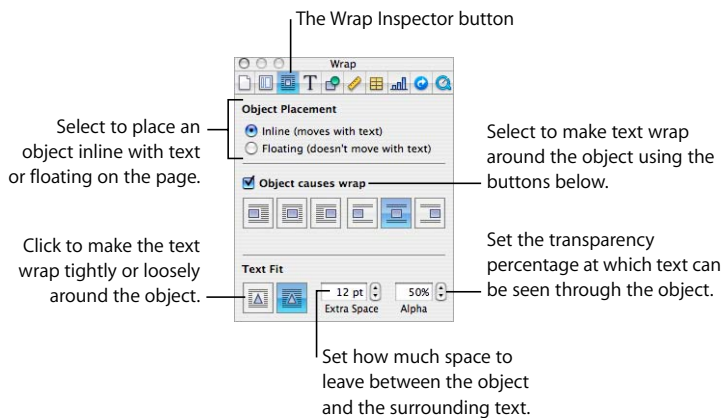 The Wrap Inspector button
Wrap
T
Object Placement
Inline (moves with text)
Floating (doesn't move with text)
Select to place an
object inline with text
or floating on the page.
Object causes wrap
Select to make text wrap
around the object using the
buttons below.
Click to make the text
wrap tightly or loosely
around the object.
Text Fit
12 pt
50%
Extra Space
Alpha
Set the transparency
percentage at which text can
be seen through the object.
Set how much space to
leave between the object
and the surrounding text.